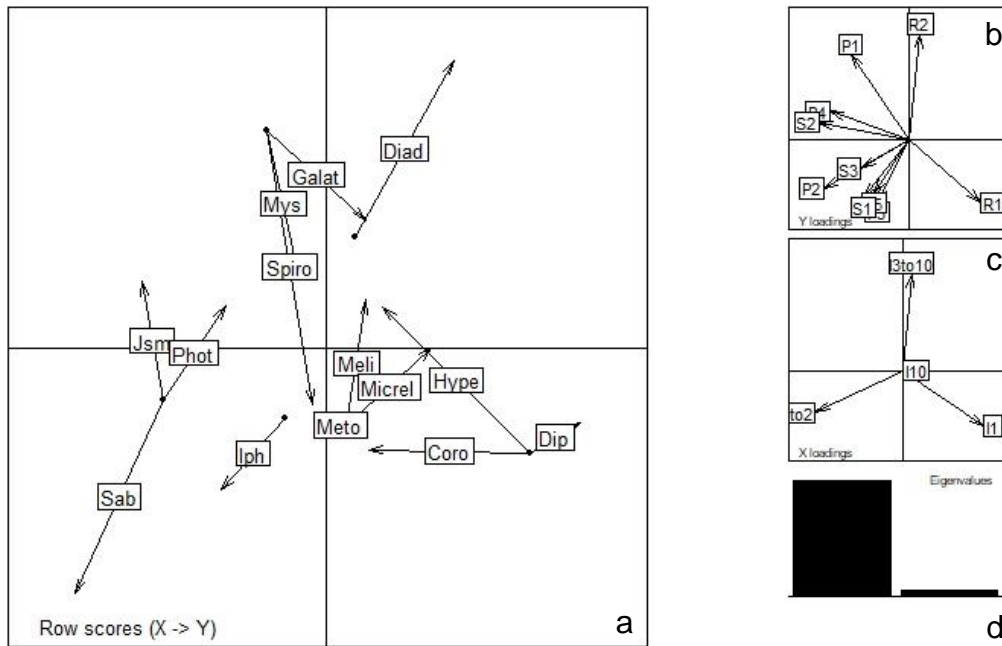 Diad
Galat
Mys
Spiro
Jsm
Phot
Meli
Micrel
Hype
Meto
Dip
Coro
Iph
Sab
Row scores (X -> Y)
a
b
R2
P1
P4
S2
S3
P2
S1
R1
Y loadings
c
I3to10
I10
to2
I1
X loadings
Eigenvalues
d